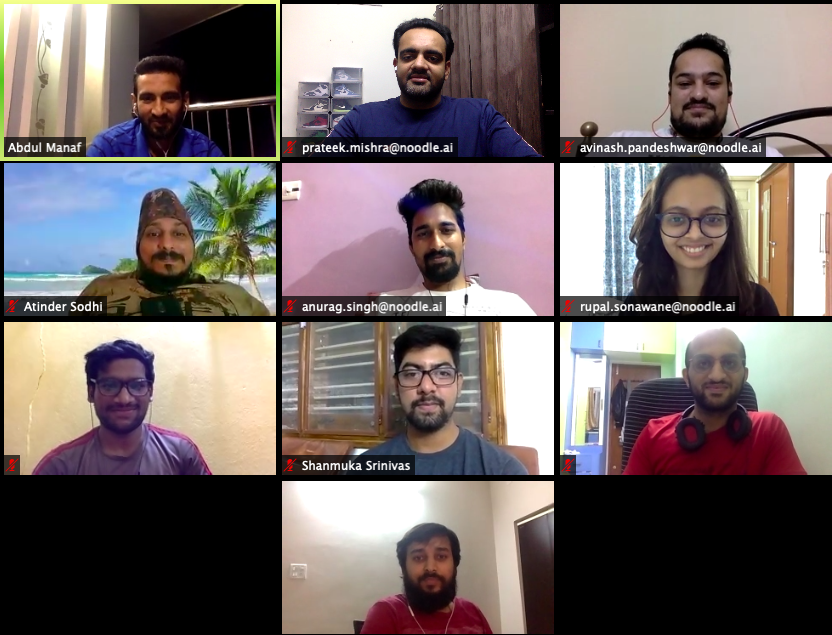 Abdul Manaf
prateek.mishra@noodle.ai
avinash.pandeshwar@noodle.ai
Atinder Sodhi
anurag.singh@noodle.ai
rupal.sonawane@noodle.ai
Shanmuka Srinivas